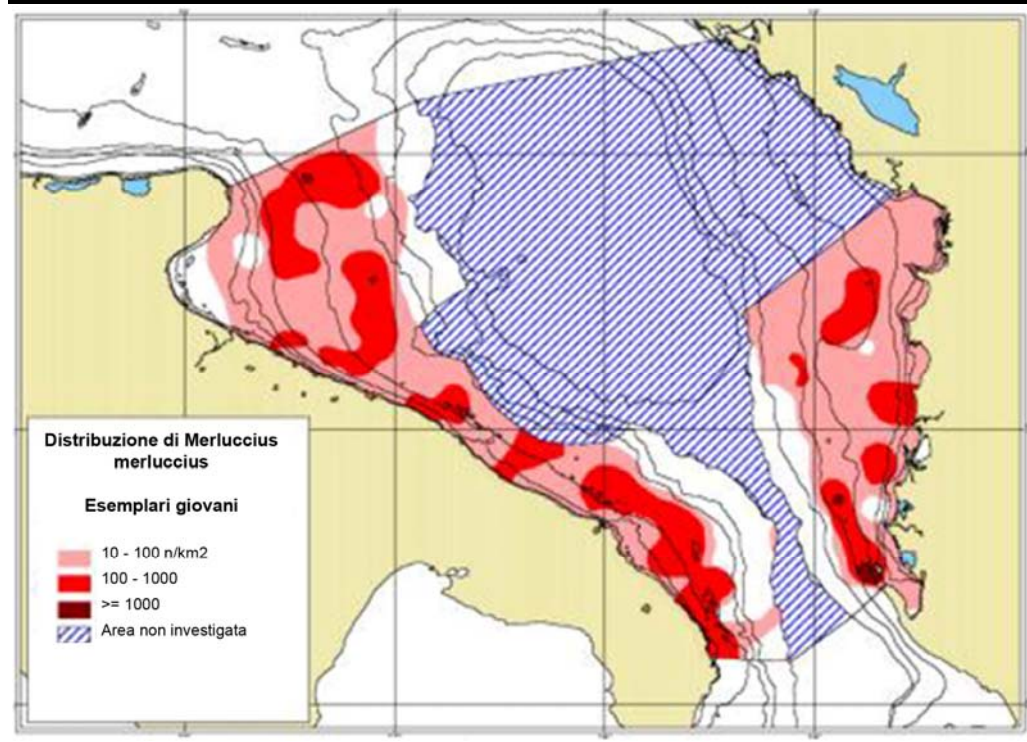 Distribuzione di Merluccius
merluccius
Esemplari giovani
10 - 100 n/km2
100 - 1000
>= 1000
Area non investigata